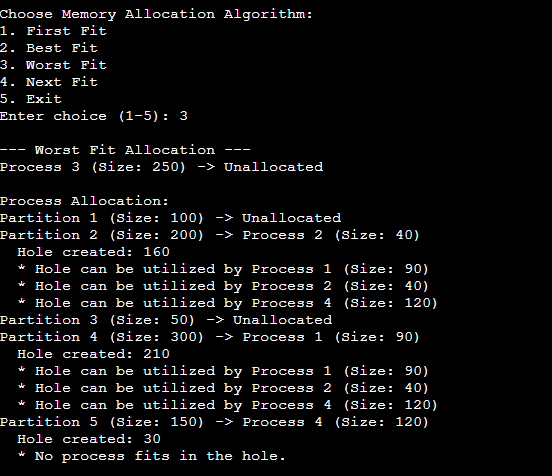 Choose Memory Allocation Algorithm:
1. First Fit
2. Best Fit
3. Worst Fit
4. Next Fit
5. Exit
Enter choice (1-5): 3
--- Worst Fit Allocation ---
Process 3 (Size: 250) -> Unallocated
Process Allocation:
Partition 1 (Size: 100) -> Unallocated
Partition 2 (Size: 200) -> Process 2 (Size: 40)
Hole created: 160
* Hole can be utilized by Process 1 (Size: 90)
* Hole can be utilized by Process 2 (Size: 40)
* Hole can be utilized by Process 4 (Size: 120)
Partition 3 (Size: 50) -> Unallocated
Partition 4 (Size: 300) -> Process 1 (Size: 90)
Hole created: 210
* Hole can be utilized by Process 1 (Size: 90)
* Hole can be utilized by Process 2 (Size: 40)
* Hole can be utilized by Process 4 (Size: 120)
Partition 5 (Size: 150) -> Process 4 (Size: 120)
Hole created: 30
* No process fits in the hole.